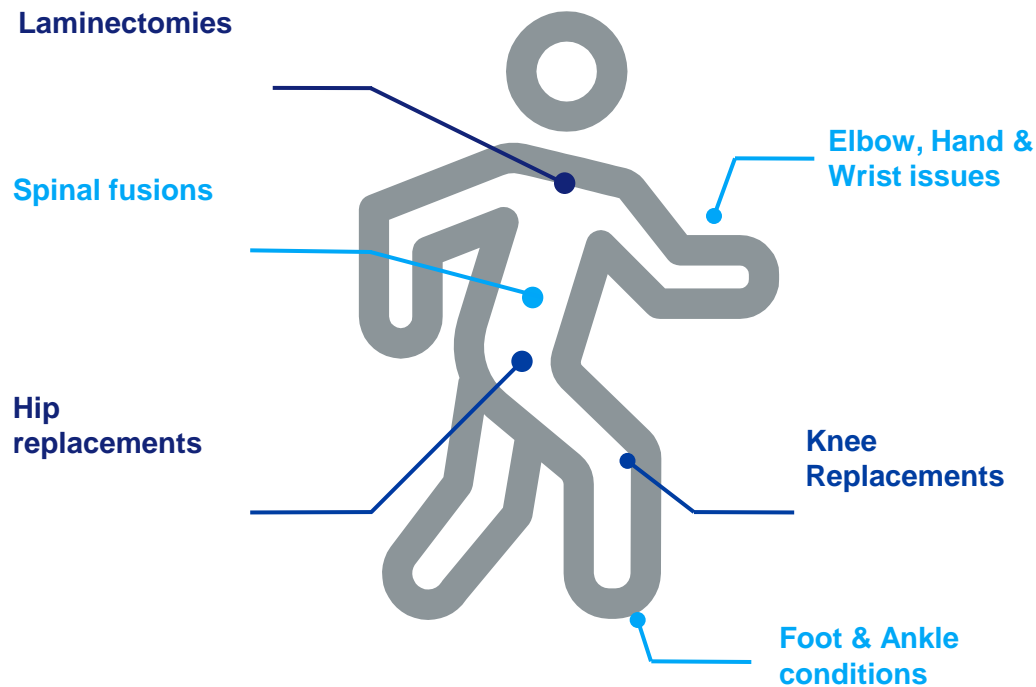 Laminectomies
Elbow, Hand &
Wrist issues
Spinal fusions
Hip
replacements
Knee
Replacements
Foot & Ankle
conditions